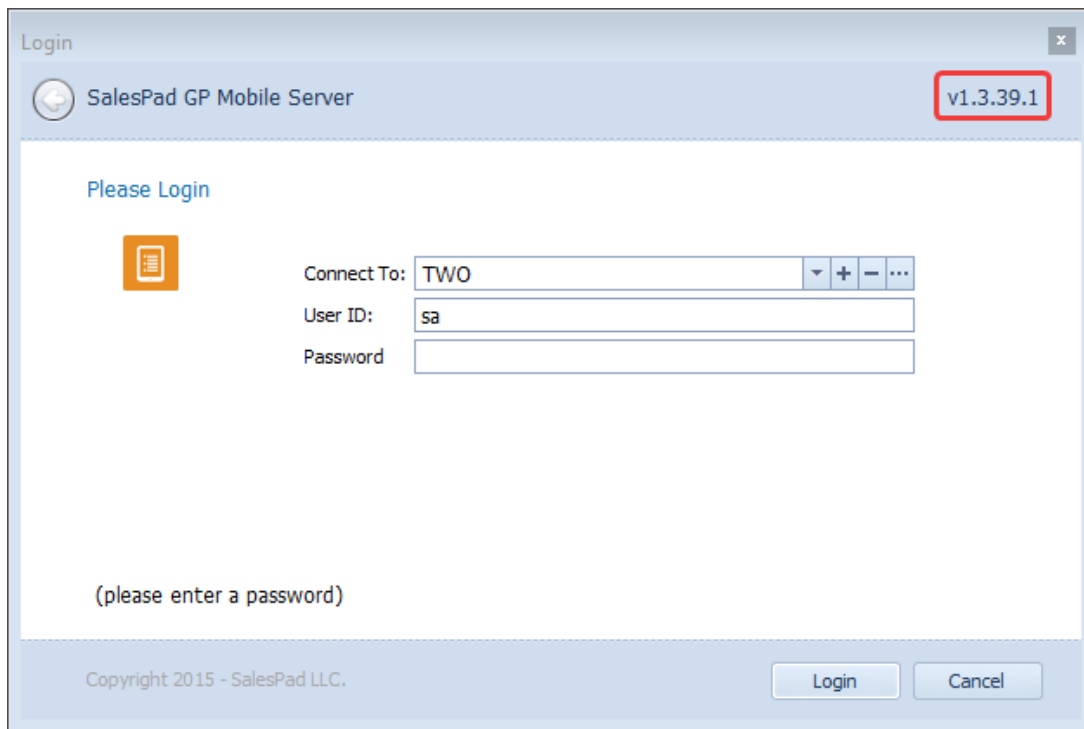 Login
SalesPad GP Mobile Server
v1.3.39.1
Please Login
Connect To: TWO
User ID: sa
Password
(please enter a password)
Copyright 2015 - SalesPad LLC.
Login
Cancel